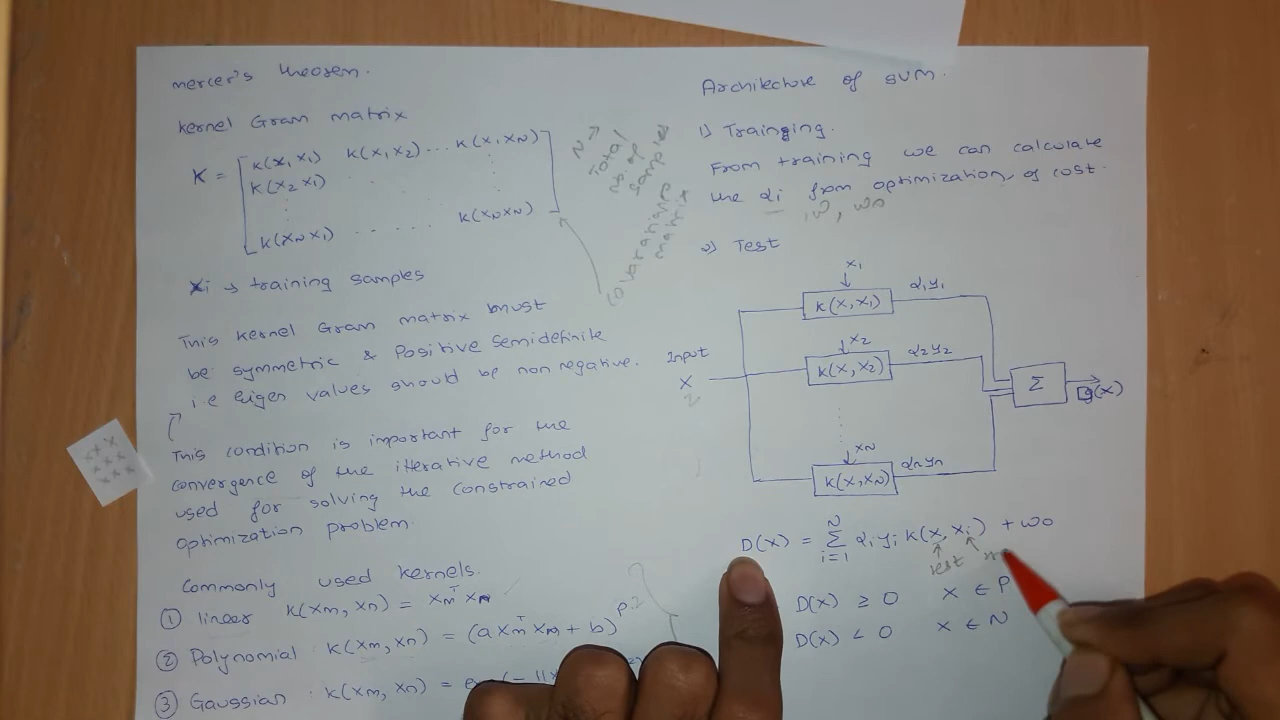 mercer's theorem.
kernel Gram matrix
K = [ K(x, x1) K(x, x2) ... K(x, xN)
K(x2 x1)
K(xN x1) ..... K(xN xN) ]
N → Total no. of samples
covariance matrix
xi → training samples
This kernel Gram matrix must
be symmetric & Positive Semidefinite
i.e eigen values should be non negative.
This condition is important for the
convergence of the iterative method
used for solving the constrained
optimization problem.
Commonly used kernels.
① linear K(xm, xn) = xmᵀ xn
② Polynomial K(xm, xn) = (a xmᵀ xn + b)^P
③ Gaussian : K(xm, xn) =
Architecture of SVM.
1) Training.
From training we can calculate
the αi from optimization of cost.
, w, wo
2) Test
x1
K(x, x1) α1y1
Input
x
x2
K(x, x2) α2y2
Σ
g(x)
xN
K(x, xN) αnyn
D(x) = Σ i=1 N αi yi K(x, xi) + wo
Test
D(x) ≥ 0 x ∈ P
D(x) < 0 x ∈ N